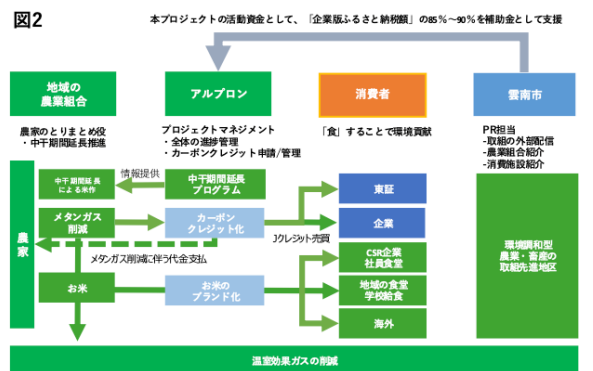 図2
本プロジェクトの活動資金として、「企業版ふるさと納税額」の85%〜90%を補助金として支援
地域の
農業組合
アルプロン
消費者
雲南市
農家のとりまとめ役
・中干期間延長推進
プロジェクトマネジメント
・全体の進捗管理
・カーボンクレジット申請/管理
「食」することで環境貢献
PR担当
-取組の外部配信
-農業組合紹介
-消費施設紹介
農家
中干期間延長
による米作
情報提供
中干期間延長
プログラム
東証
メタンガス
削減
カーボン
クレジット化
企業
Jクレジット売買
メタンガス削減に伴う代金支払
CSR企業
社員食堂
お米
お米の
ブランド化
地域の食堂
学校給食
海外
環境調和型
農業・畜産の
取組先進地区
温室効果ガスの削減